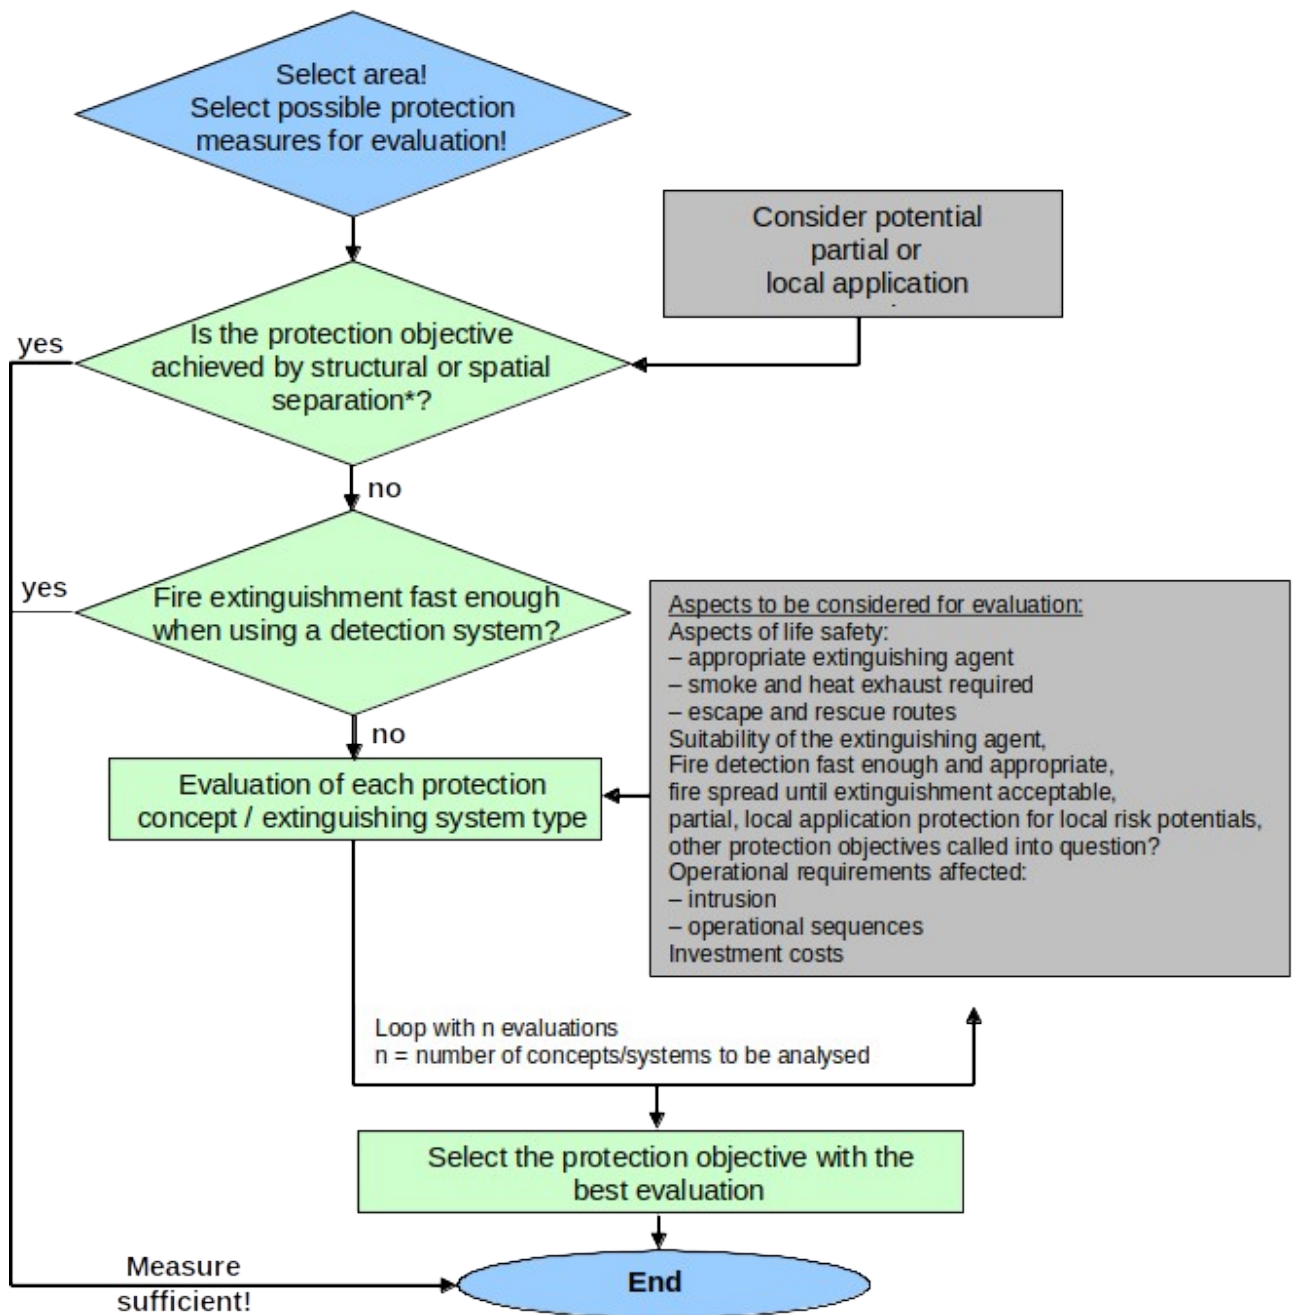 Select area!
Select possible protection
measures for evaluation!
Consider potential
partial or
local application
yes
Is the protection objective
achieved by structural or spatial
separation*?
no
yes
Fire extinguishment fast enough
when using a detection system?
no
Evaluation of each protection
concept / extinguishing system type
Aspects to be considered for evaluation:
Aspects of life safety:
– appropriate extinguishing agent
– smoke and heat exhaust required
– escape and rescue routes
Suitability of the extinguishing agent,
Fire detection fast enough and appropriate,
fire spread until extinguishment acceptable,
partial, local application protection for local risk potentials,
other protection objectives called into question?
Operational requirements affected:
– intrusion
– operational sequences
Investment costs
Loop with n evaluations
n = number of concepts/systems to be analysed
Select the protection objective with the
best evaluation
Measure
sufficient!
End